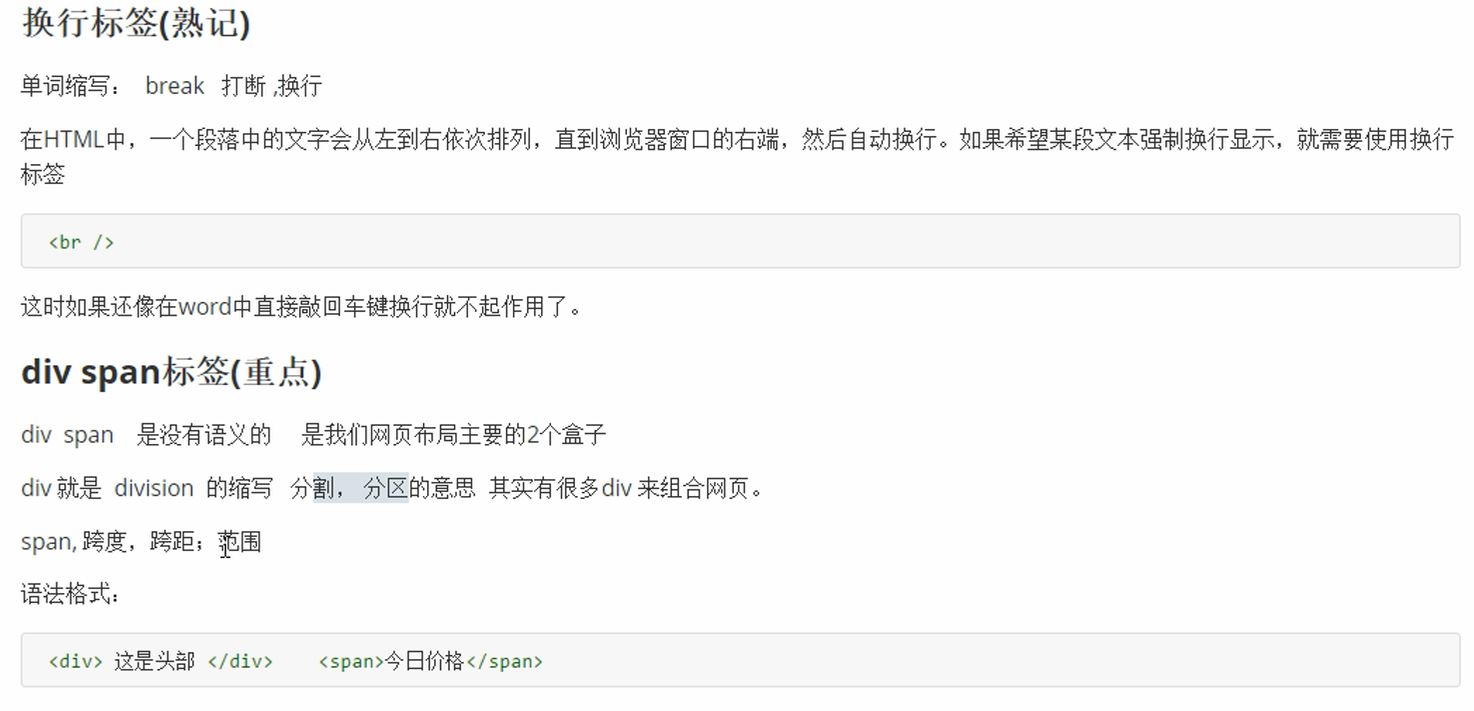 换行标签(熟记)
单词缩写： break 打断 ,换行
在HTML中，一个段落中的文字会从左到右依次排列，直到浏览器窗口的右端，然后自动换行。如果希望某段文本强制换行显示，就需要使用换行
标签
<br />
这时如果还像在word中直接敲回车键换行就不起作用了。
div span标签(重点)
div span 是没有语义的 是我们网页布局主要的2个盒子
div 就是 division 的缩写 分割， 分区的意思 其实有很多div 来组合网页。
span, 跨度，跨距；范围
语法格式：
<div> 这是头部 </div> <span>今日价格</span>